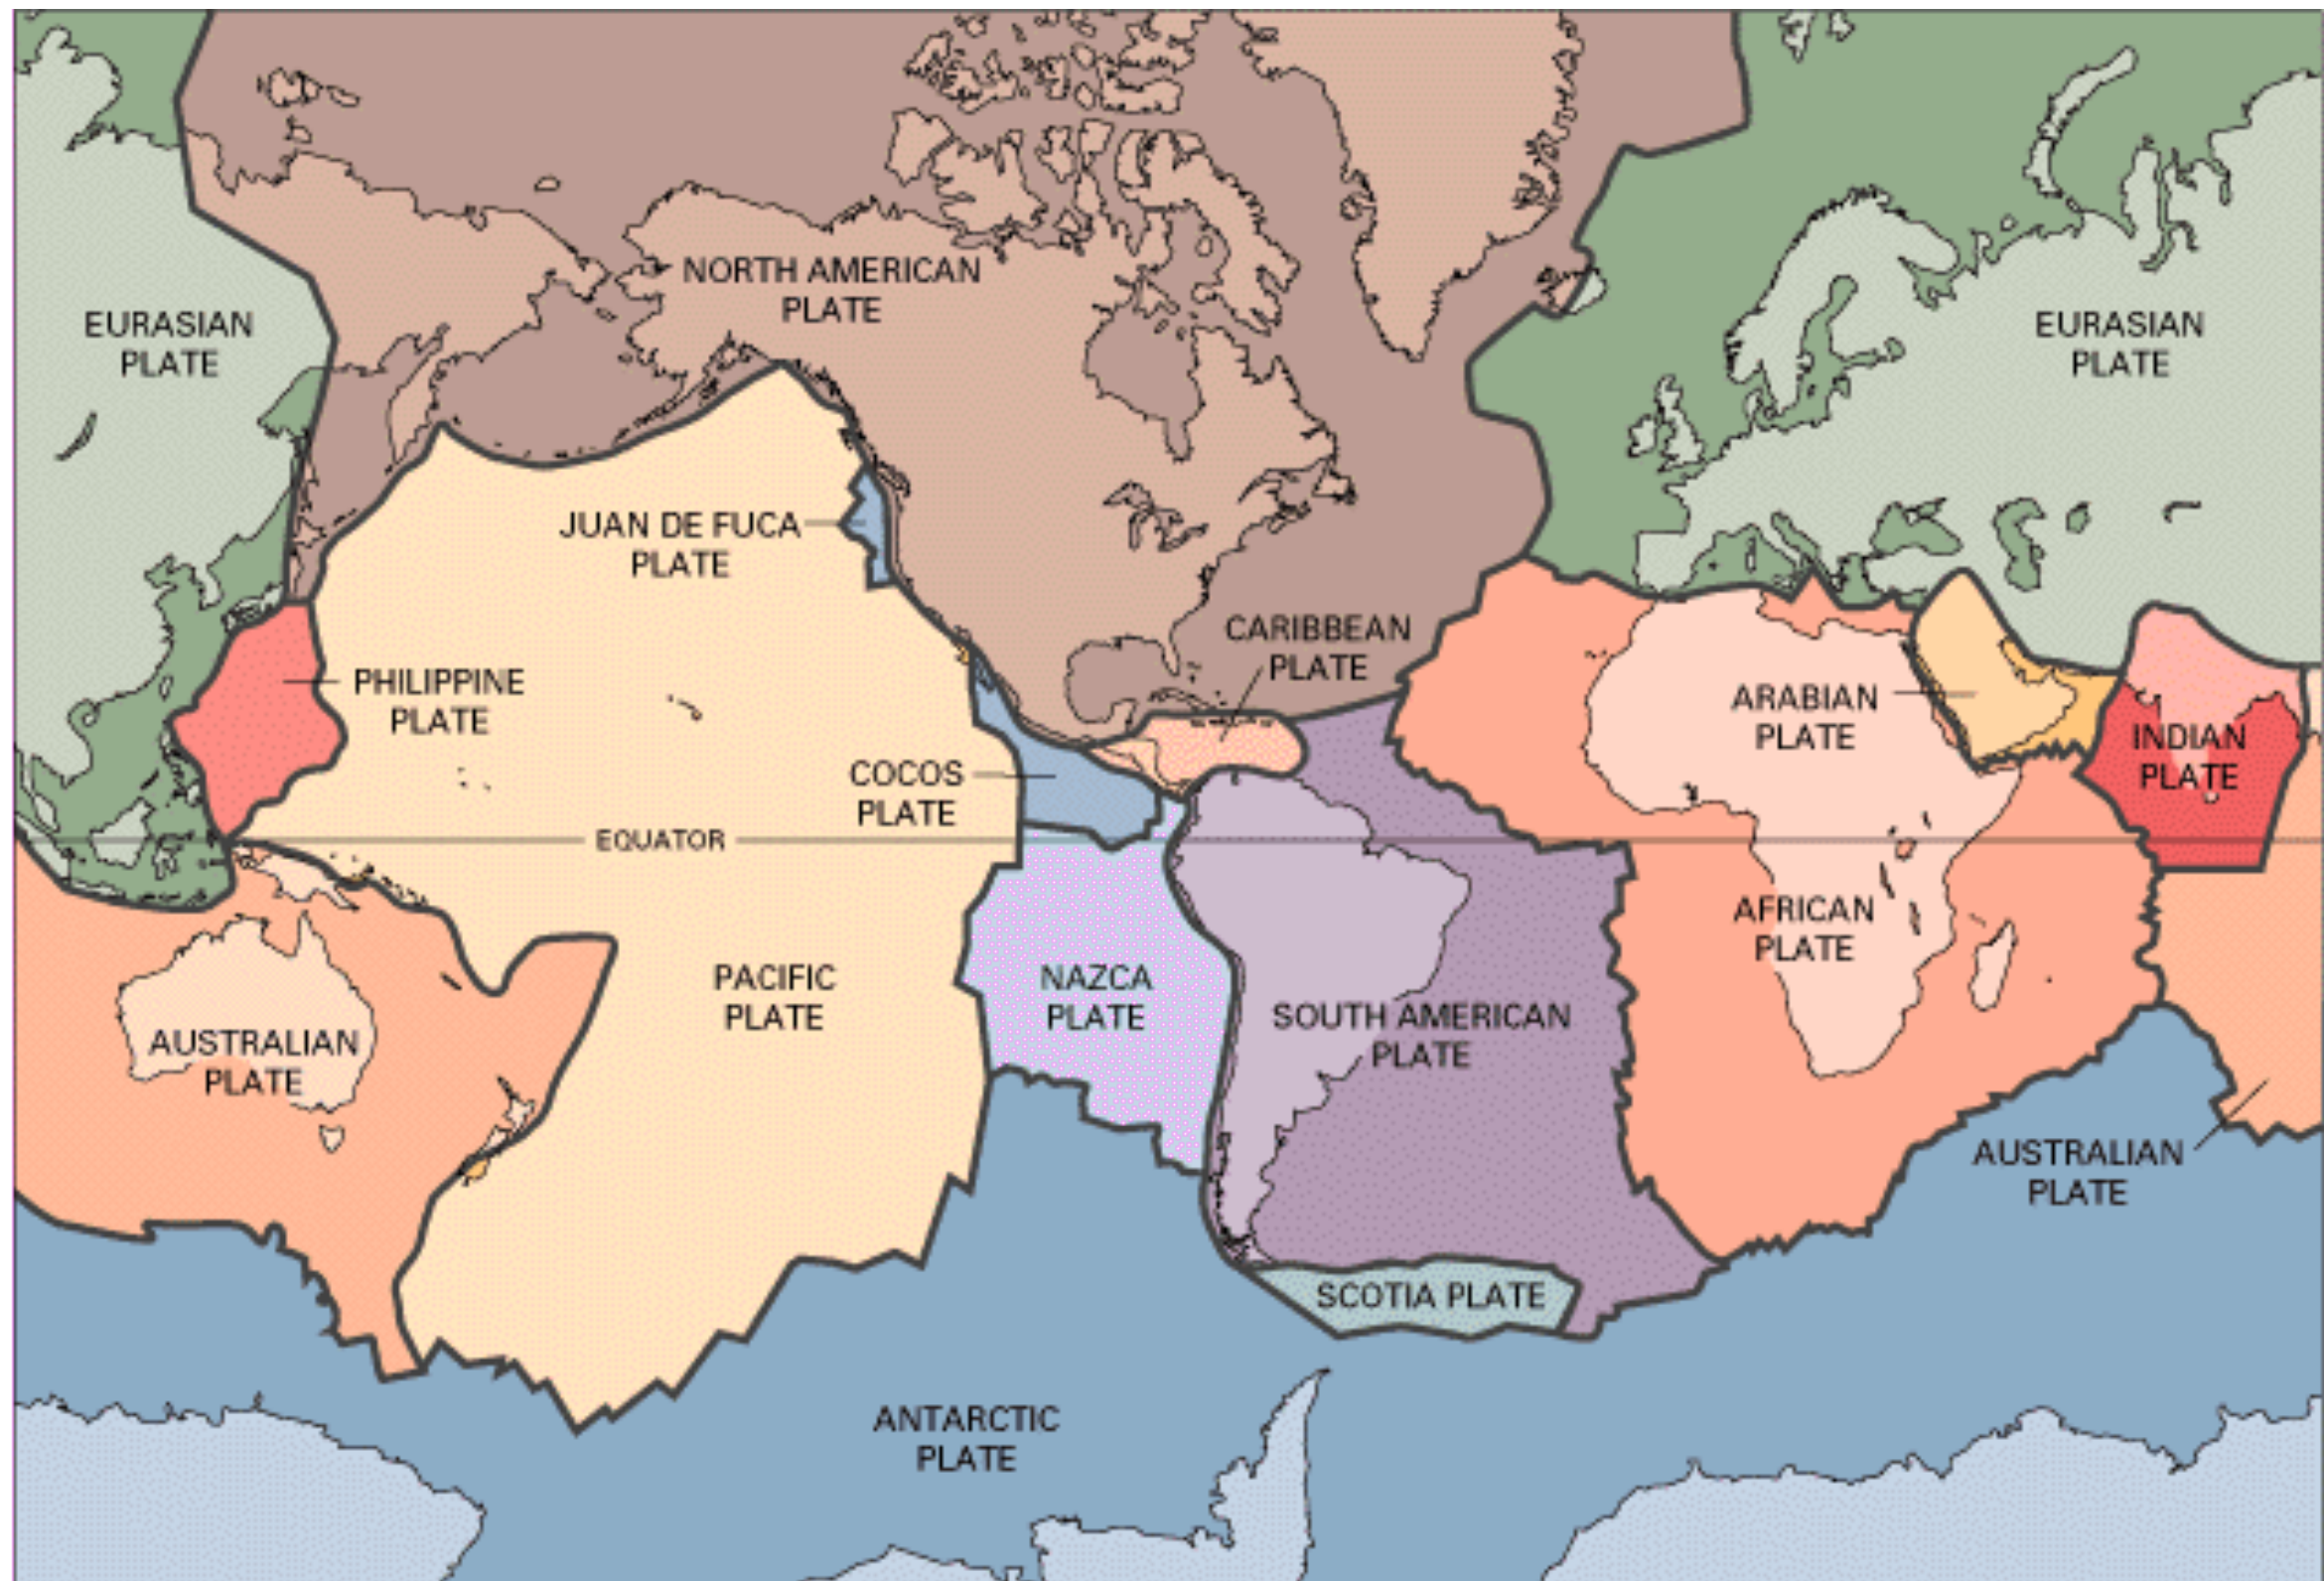 NORTH AMERICAN
PLATE
EURASIAN
PLATE
EURASIAN
PLATE
JUAN DE FUCA
PLATE
CARIBBEAN
PLATE
PHILIPPINE
PLATE
ARABIAN
PLATE
INDIAN
PLATE
COCOS
PLATE
EQUATOR
AFRICAN
PLATE
PACIFIC
PLATE
NAZCA
PLATE
SOUTH AMERICAN
PLATE
AUSTRALIAN
PLATE
AUSTRALIAN
PLATE
SCOTIA PLATE
ANTARCTIC
PLATE